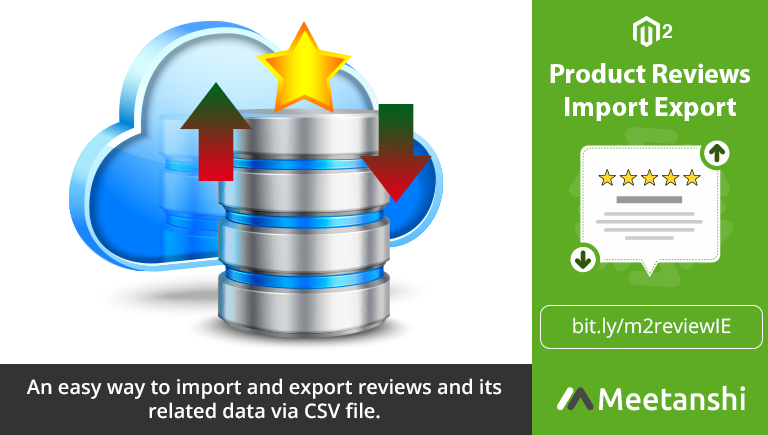 An easy way to import and export reviews and its
related data via CSV file.
2
Product Reviews
Import Export
bit.ly/m2reviewIE
Meetanshi